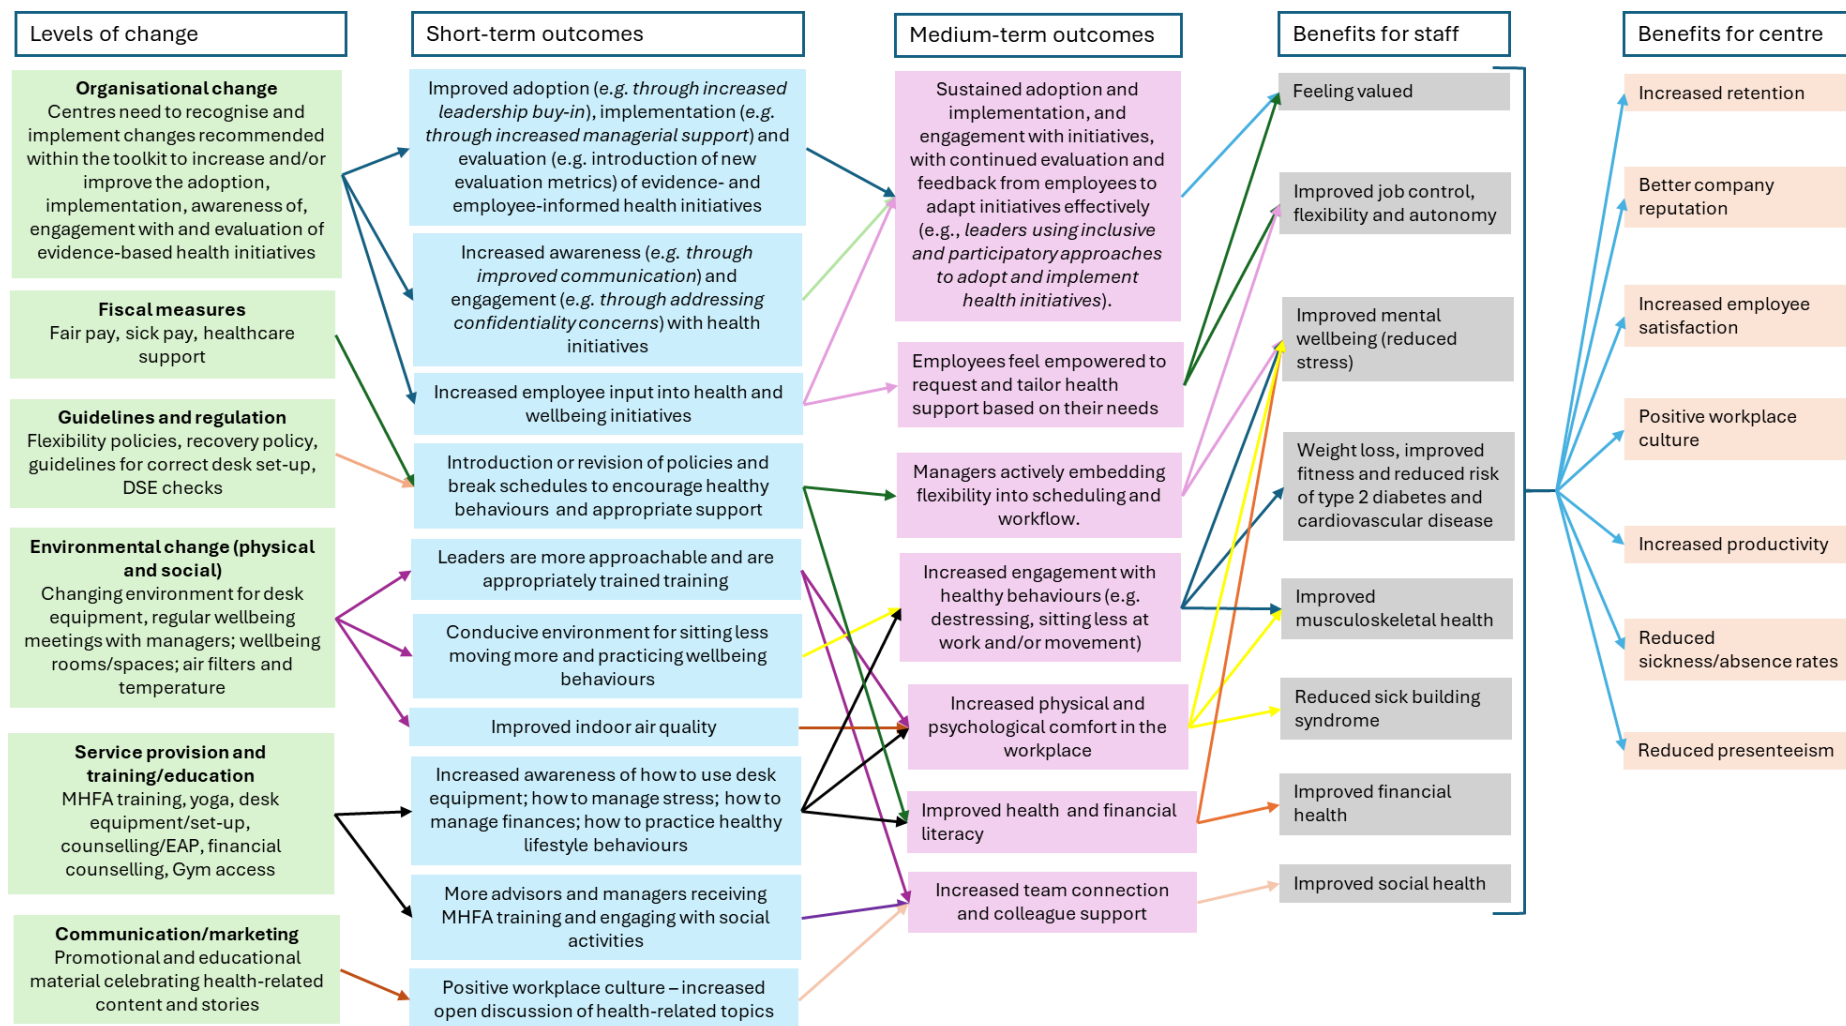 Levels of change
Organisational change
Centres need to recognise and
implement changes recommended
within the toolkit to increase and/or
improve the adoption,
implementation, awareness of,
engagement with and evaluation of
evidence-based health initiatives
Fiscal measures
Fair pay, sick pay, healthcare
support
Guidelines and regulation
Flexibility policies, recovery policy,
guidelines for correct desk set-up,
DSE checks
Environmental change (physical
and social)
Changing environment for desk
equipment, regular wellbeing
meetings with managers; wellbeing
rooms/spaces; air filters and
temperature
Service provision and
training/education
MHFA training, yoga, desk
equipment/set-up,
counselling/EAP, financial
counselling, Gym access
Communication/marketing
Promotional and educational
material celebrating health-related
content and stories
Short-term outcomes
Improved adoption (e.g. through increased
leadership buy-in), implementation (e.g.
through increased managerial support) and
evaluation (e.g. introduction of new
evaluation metrics) of evidence- and
employee-informed health initiatives
Increased awareness (e.g. through
improved communication) and
engagement (e.g. through addressing
confidentiality concerns) with health
initiatives
Increased employee input into health and
wellbeing initiatives
Introduction or revision of policies and
break schedules to encourage healthy
behaviours and appropriate support
Leaders are more approachable and are
appropriately trained training
Conducive environment for sitting less
moving more and practicing wellbeing
behaviours
Improved indoor air quality
Increased awareness of how to use desk
equipment; how to manage stress; how to
manage finances; how to practice healthy
lifestyle behaviours
More advisors and managers receiving
MHFA training and engaging with social
activities
Positive workplace culture – increased
open discussion of health-related topics
Medium-term outcomes
Sustained adoption and
implementation, and
engagement with initiatives,
with continued evaluation and
feedback from employees to
adapt initiatives effectively
(e.g., leaders using inclusive
and participatory approaches
to adopt and implement
health initiatives).
Employees feel empowered to
request and tailor health
support based on their needs
Managers actively embedding
flexibility into scheduling and
workflow.
Increased engagement with
healthy behaviours (e.g.
destressing, sitting less at
work and/or movement)
Increased physical and
psychological comfort in the
workplace
Improved health and financial
literacy
Increased team connection
and colleague support
Benefits for staff
Feeling valued
Improved job control,
flexibility and autonomy
Improved mental
wellbeing (reduced
stress)
Weight loss, improved
fitness and reduced risk
of type 2 diabetes and
cardiovascular disease
Improved
musculoskeletal health
Reduced sick building
syndrome
Improved financial
health
Improved social health
Benefits for centre
Increased retention
Better company
reputation
Increased employee
satisfaction
Positive workplace
culture
Increased productivity
Reduced
sickness/absence rates
Reduced presenteeism